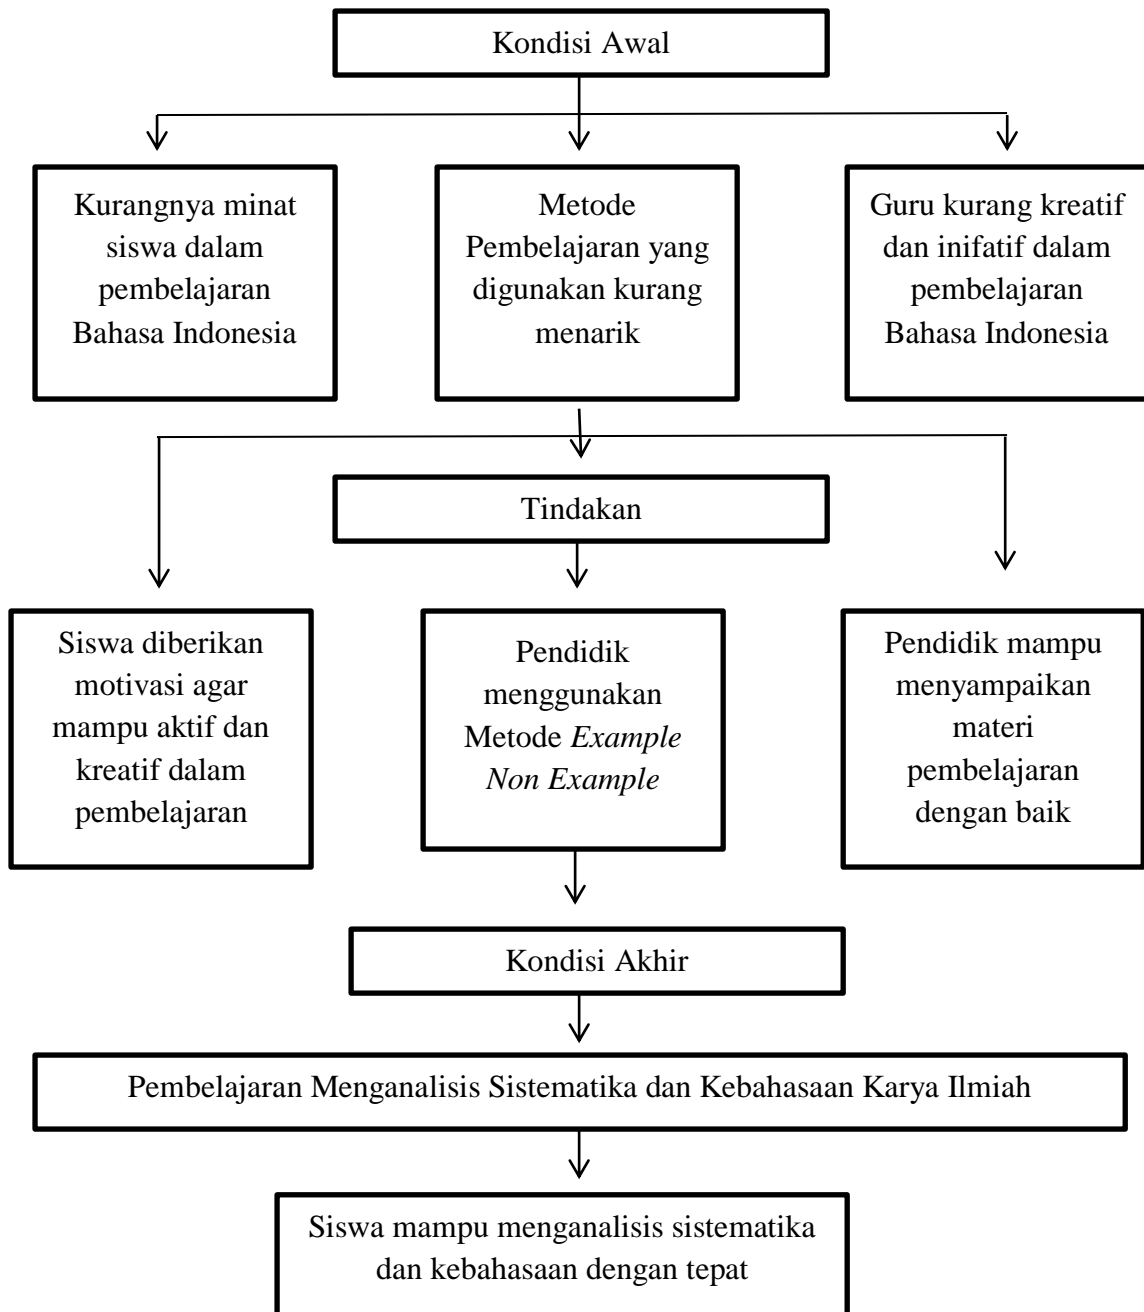 Kondisi Awal
Kurangnya minat
siswa dalam
pembelajaran
Bahasa Indonesia
Metode
Pembelajaran yang
digunakan kurang
menarik
Guru kurang kreatif
dan inifatif dalam
pembelajaran
Bahasa Indonesia
Tindakan
Siswa diberikan
motivasi agar
mampu aktif dan
kreatif dalam
pembelajaran
Pendidik
menggunakan
Metode Example
Non Example
Pendidik mampu
menyampaikan
materi
pembelajaran
dengan baik
Kondisi Akhir
Pembelajaran Menganalisis Sistematika dan Kebahasaan Karya Ilmiah
Siswa mampu menganalisis sistematika
dan kebahasaan dengan tepat